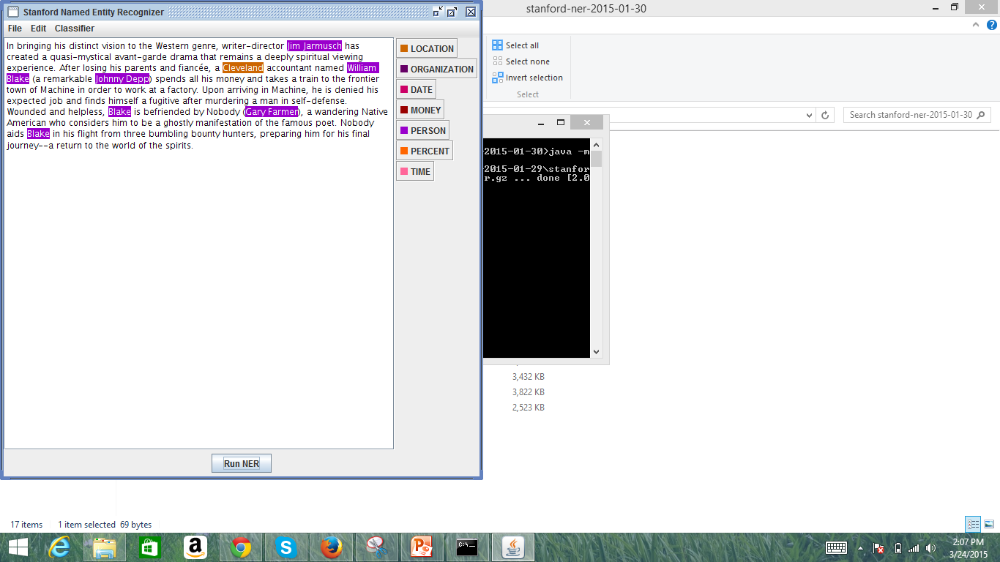 Stanford Named Entity Recognizer
File Edit Classifier
In bringing his distinct vision to the Western genre, writer-director Jim Jarmusch has
created a quasi-mystical avant-garde drama that remains a deeply spiritual viewing
experience. After losing his parents and fiancée, a Cleveland accountant named William
Blake (a remarkable Johnny Depp) spends all his money and takes a train to the frontier
town of Machine in order to work at a factory. Upon arriving in Machine, he is denied his
expected job and finds himself a fugitive after murdering a man in self-defense.
Wounded and helpless, Blake is befriended by Nobody (Gary Farmer), a wandering Native
American who considers him to be a ghostly manifestation of the famous poet. Nobody
aids Blake in his flight from three bumbling bounty hunters, preparing him for his final
journey--a return to the world of the spirits.
LOCATION
ORGANIZATION
DATE
MONEY
PERSON
PERCENT
TIME
Run NER
stanford-ner-2015-01-30
Select all
Select none
Invert selection
Select
Search stanford-ner-2015-01-30
-2015-01-30>java -m
-2015-01-29\stanfor
r.gz ... done [2.0
3,432 KB
3,822 KB
2,523 KB
17 items 1 item selected 69 bytes
2:07 PM
3/24/2015